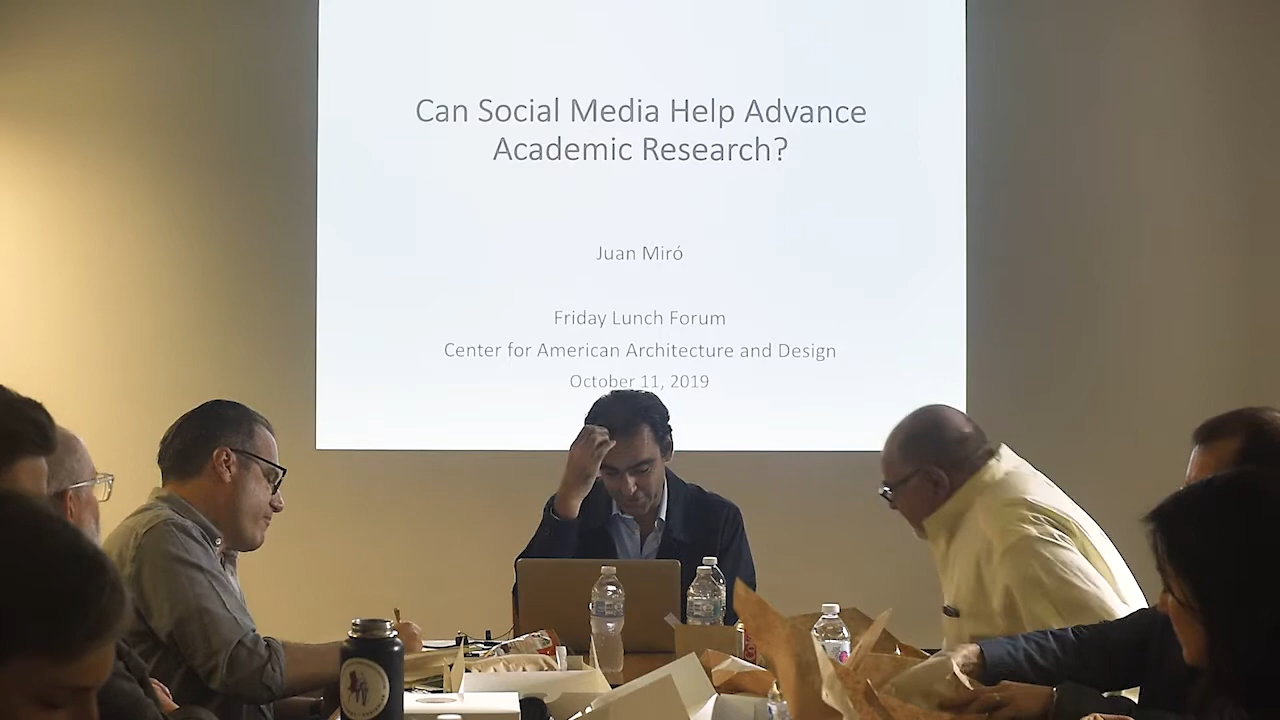 Can Social Media Help Advance
Academic Research?
Juan Miró
Friday Lunch Forum
Center for American Architecture and Design
October 11, 2019